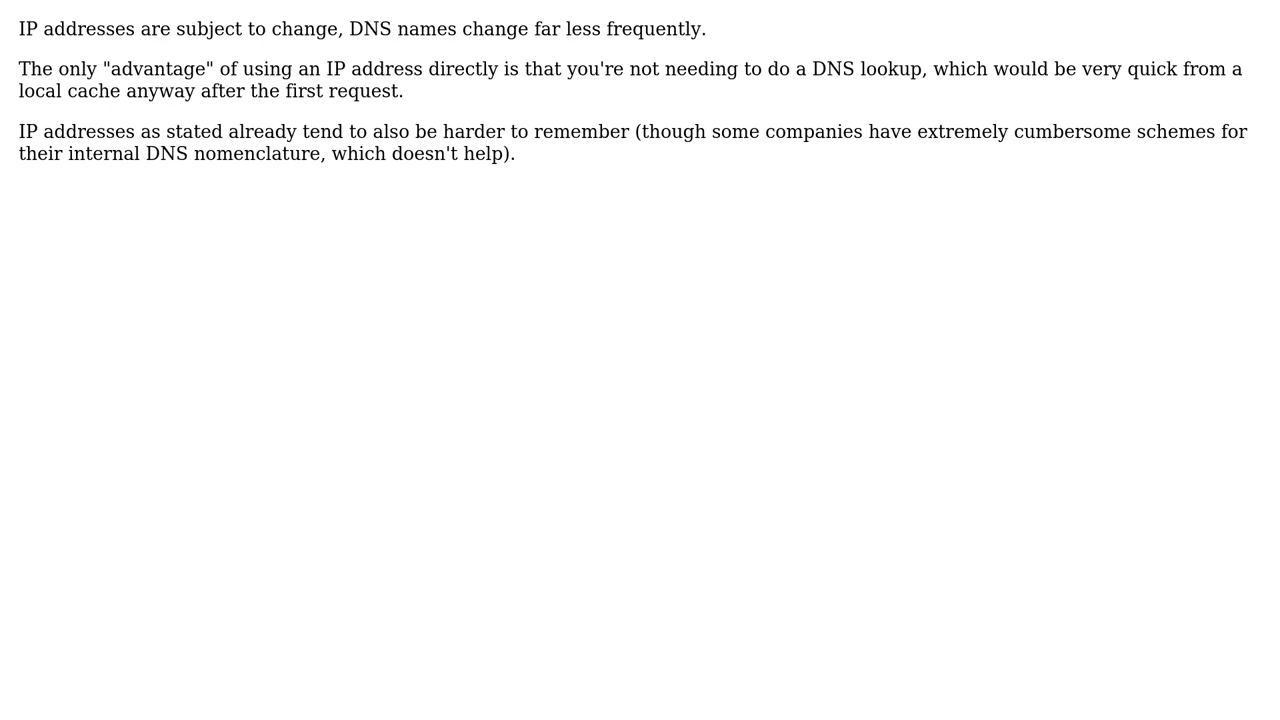 IP addresses are subject to change, DNS names change far less frequently.
The only "advantage" of using an IP address directly is that you're not needing to do a DNS lookup, which would be very quick from a
local cache anyway after the first request.
IP addresses as stated already tend to also be harder to remember (though some companies have extremely cumbersome schemes for
their internal DNS nomenclature, which doesn't help).